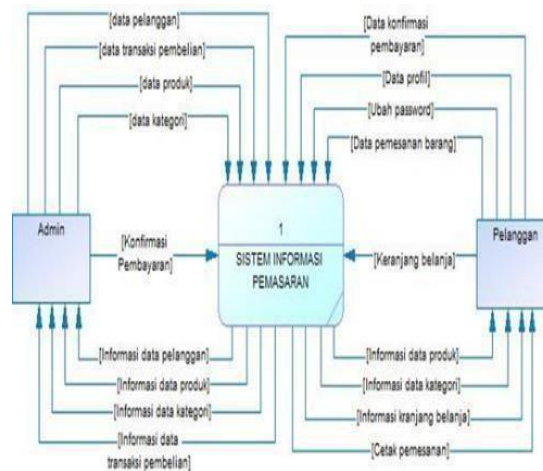 [data pelanggan]
[data transaksi pembelian]
[data produk]
[data kategori]
[Data konfirmasi
pembayaran]
[Data profil]
[Ubah password]
[Data pemesanan barang]
Admin
[Konfirmasi
Pembayaran]
1
SISTEM INFORMASI
PEMASARAN
[Keranjang belanja]
Pelanggan
[Informasi data pelanggan]
[Informasi data produk]
[Informasi data kategori]
[Informasi data
transaksi pembelian]
[Informasi data produk]
[Informasi data kategori]
[Informasi kranjang belanja]
[Cetak pemesanan]